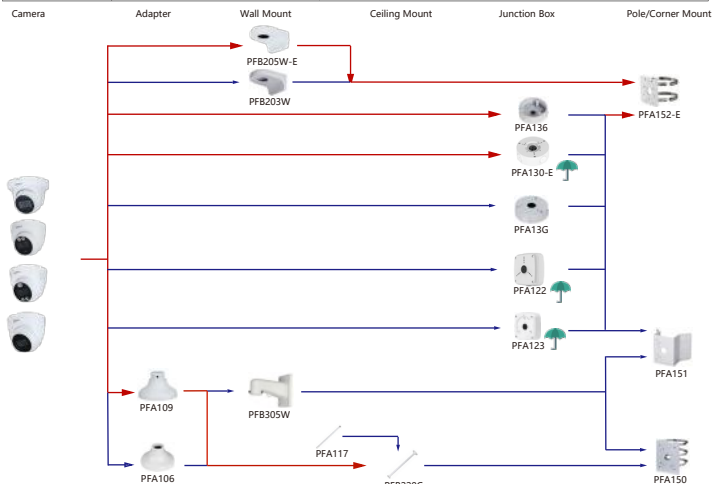 Camera Adapter Wall Mount Ceiling Mount Junction Box Pole/Corner Mount
PFB205W-E
PFB203W
PFA152-E
PFA136
PFA130-E
PFA13G
PFA122
PFA123
PFA151
PFA109
PFB305W
PFA117
PFA106
PFA150